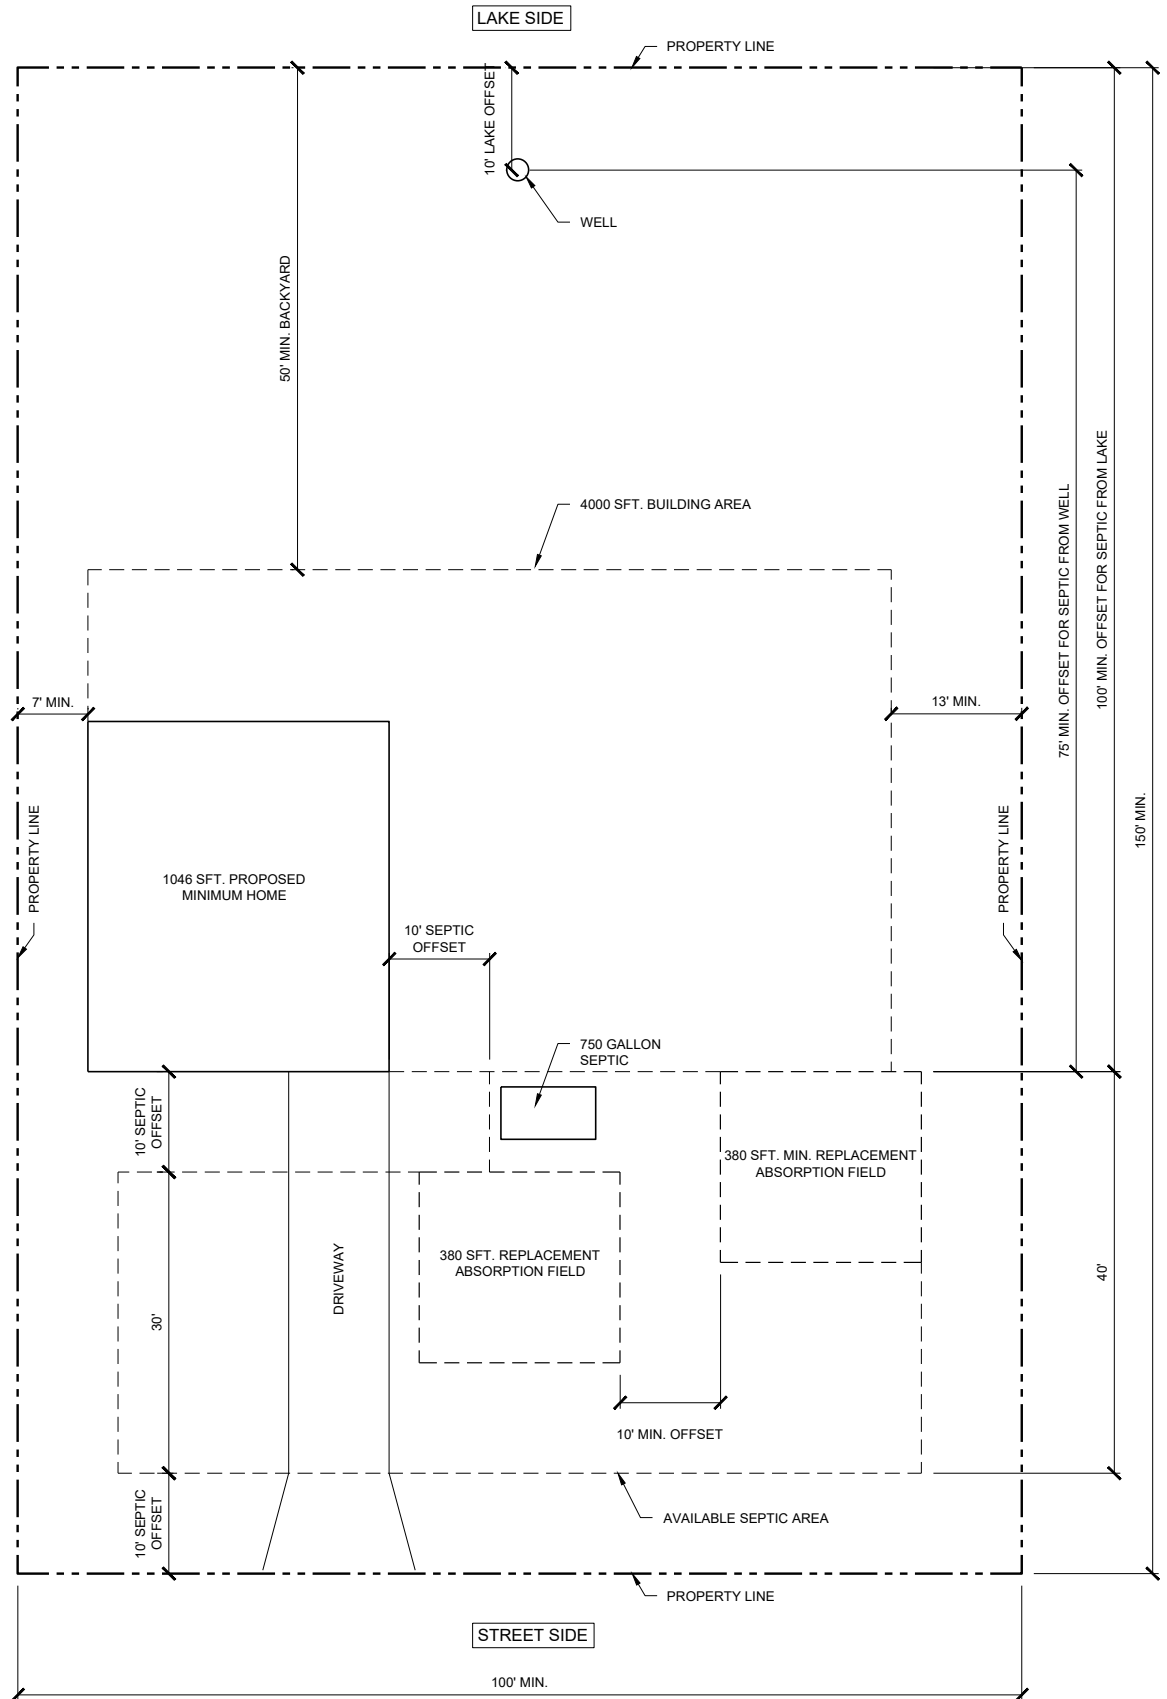 LAKE SIDE
PROPERTY LINE
10' LAKE OFFSET
WELL
50' MIN. BACKYARD
4000 SFT. BUILDING AREA
75' MIN. OFFSET FOR SEPTIC FROM WELL
100' MIN. OFFSET FOR SEPTIC FROM LAKE
150' MIN.
7' MIN.
13' MIN.
PROPERTY LINE
1046 SFT. PROPOSED
MINIMUM HOME
PROPERTY LINE
10' SEPTIC
OFFSET
750 GALLON
SEPTIC
10' SEPTIC
OFFSET
380 SFT. MIN. REPLACEMENT
ABSORPTION FIELD
380 SFT. REPLACEMENT
ABSORPTION FIELD
DRIVEWAY
30'
40'
10' MIN. OFFSET
10' SEPTIC
OFFSET
AVAILABLE SEPTIC AREA
PROPERTY LINE
STREET SIDE
100' MIN.